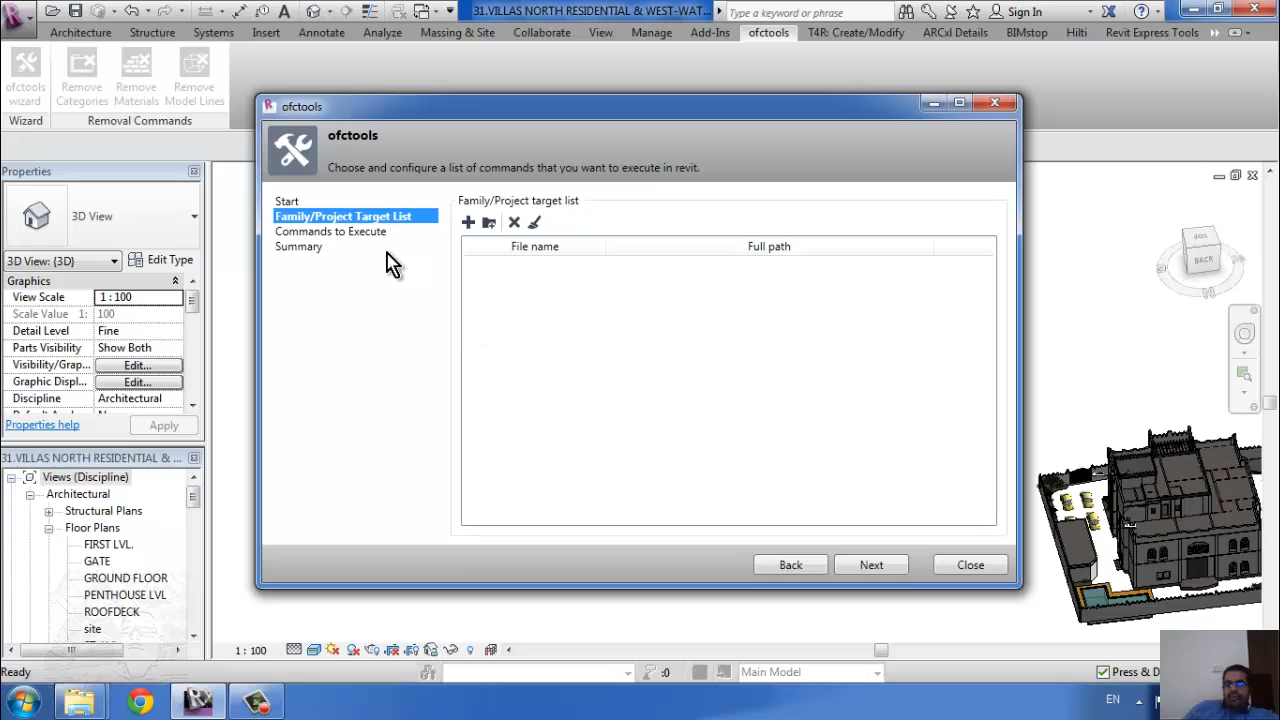 31.VILLAS NORTH RESIDENTIAL & WEST-WAT...
Type a keyword or phrase
Sign In
Architecture
Structure
Systems
Insert
Annotate
Analyze
Massing & Site
Collaborate
View
Manage
Add-Ins
ofctools
T4R: Create/Modify
ARCxl Details
BIMstop
Hilti
Revit Express Tools
ofctools
wizard
Remove
Categories
Remove
Materials
Remove
Model Lines
Wizard
Removal Commands
ofctools
ofctools
Choose and configure a list of commands that you want to execute in revit.
Start
Family/Project Target List
Commands to Execute
Summary
Family/Project target list
File name
Full path
Back
Next
Close
Properties
3D View
3D View: {3D}
Edit Type
Graphics
View Scale
1 : 100
Scale Value 1:
100
Detail Level
Fine
Parts Visibility
Show Both
Visibility/Grap...
Edit...
Graphic Displ...
Edit...
Discipline
Architectural
Properties help
Apply
31.VILLAS NORTH RESIDENTIAL & ...
Views (Discipline)
Architectural
Structural Plans
Floor Plans
FIRST LVL.
GATE
GROUND FLOOR
PENTHOUSE LVL
ROOFDECK
site
BACK
1 : 100
Ready
:0
Main Model
Press & D
EN